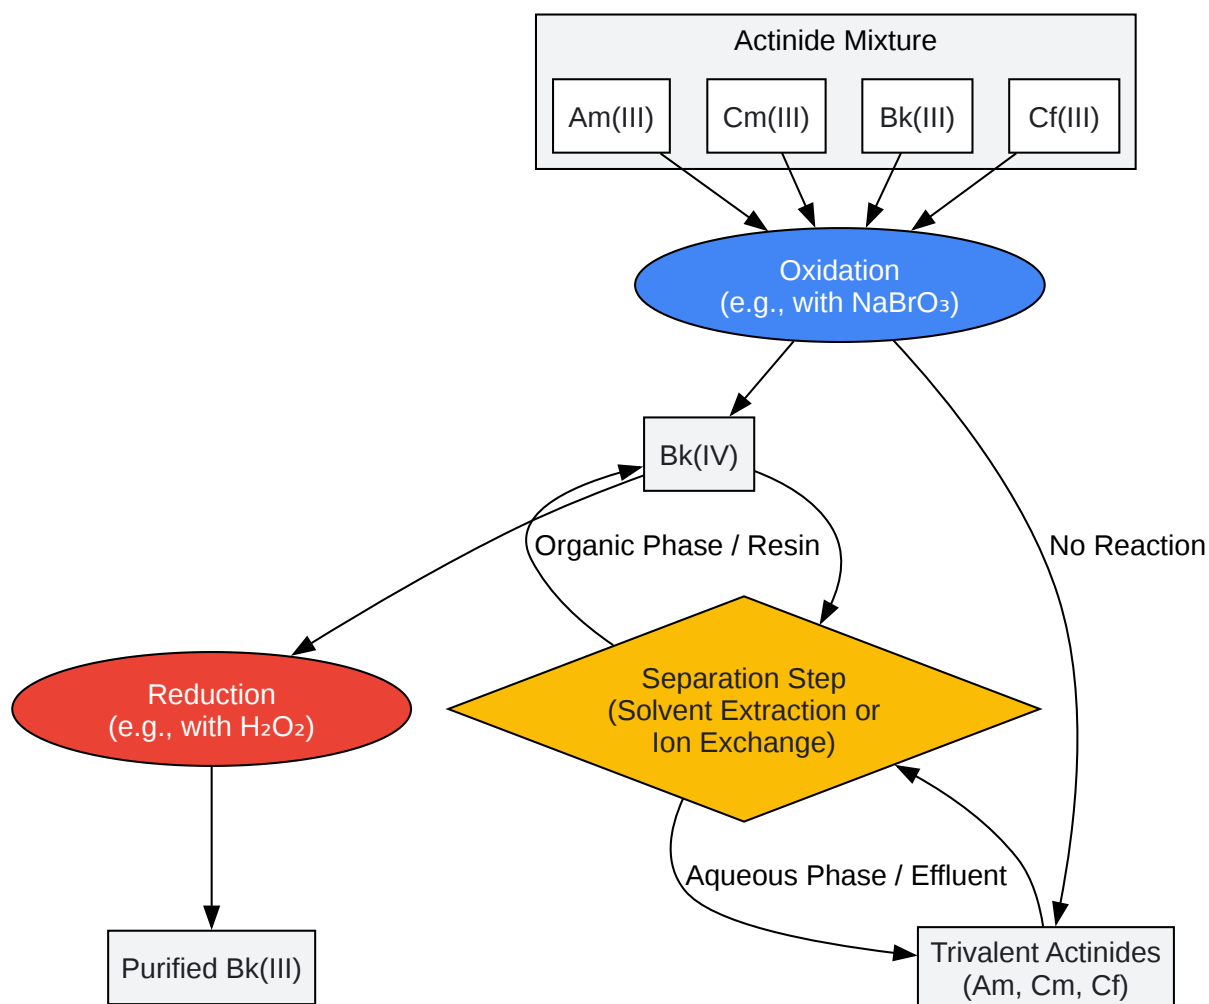 Actinide Mixture
Am(III)
Cm(III)
Bk(III)
Cf(III)
Oxidation
(e.g., with NaBrO₃)
Bk(IV)
Organic Phase / Resin
No Reaction
Separation Step
(Solvent Extraction or
Ion Exchange)
Reduction
(e.g., with H₂O₂)
Aqueous Phase / Effluent
Purified Bk(III)
Trivalent Actinides
(Am, Cm, Cf)